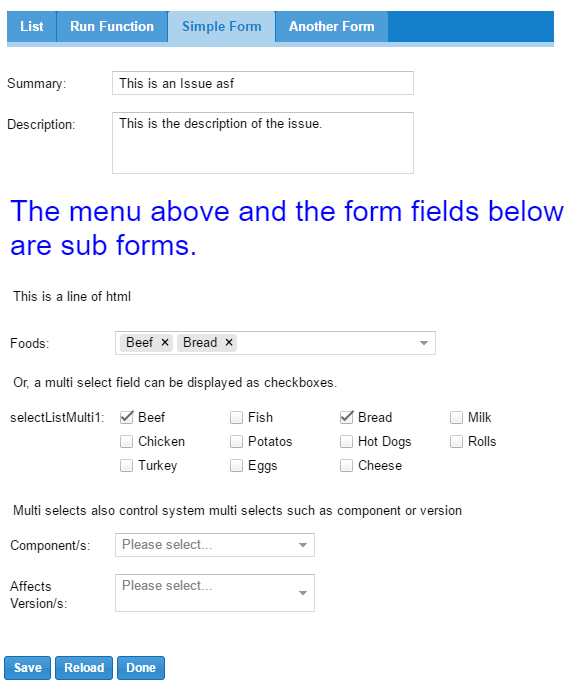 List Run Function Simple Form Another Form
Summary: This is an Issue asf
Description: This is the description of the issue.
The menu above and the form fields below
are sub forms.
This is a line of html
Foods: Beef × Bread ×
Or, a multi select field can be displayed as checkboxes.
selectListMulti1: Beef Fish Bread Milk
Chicken Potatos Hot Dogs Rolls
Turkey Eggs Cheese
Multi selects also control system multi selects such as component or version
Component/s: Please select...
Affects Please select...
Version/s:
Save Reload Done